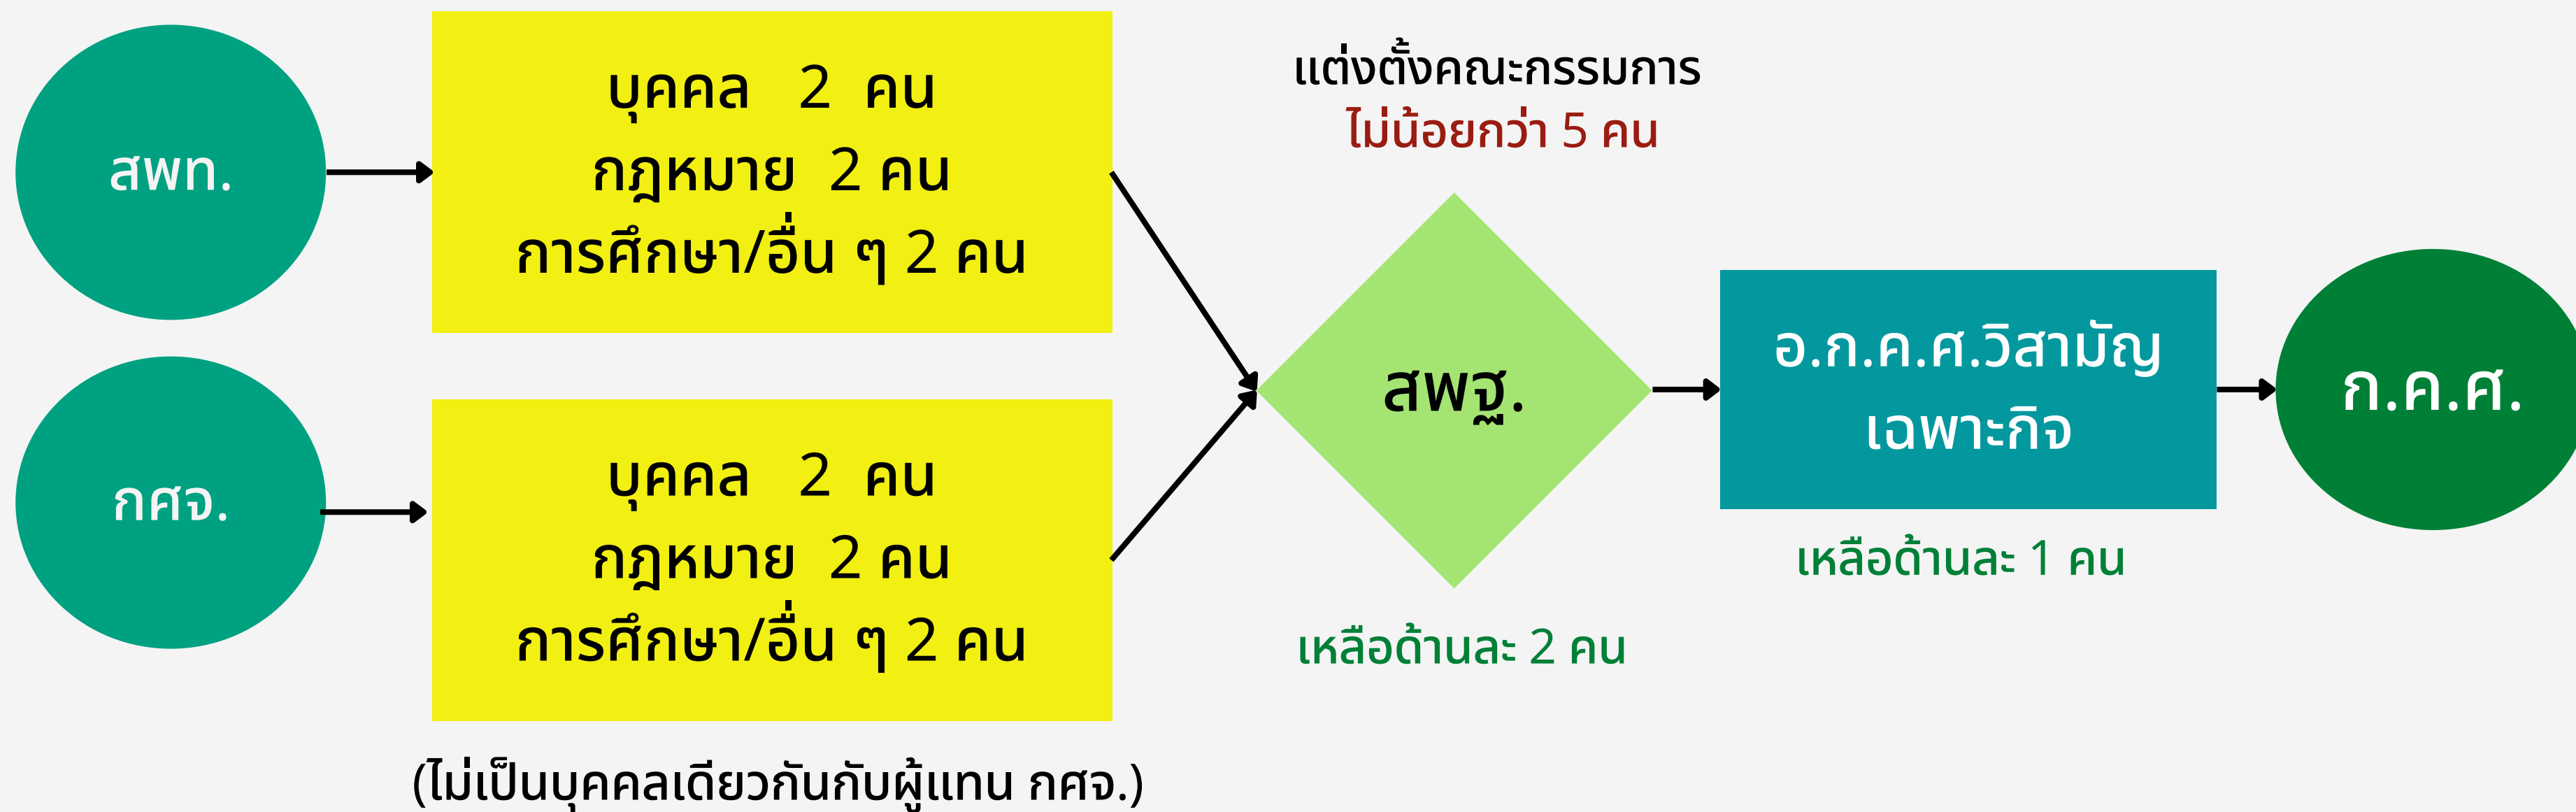 สพท.
บุคคล 2 คน
กฎหมาย 2 คน
การศึกษา/อื่น ๆ 2 คน
กศจ.
บุคคล 2 คน
กฎหมาย 2 คน
การศึกษา/อื่น ๆ 2 คน
(ไม่เป็นบุคคลเดียวกันกับผู้แทน กศจ.)
แต่งตั้งคณะกรรมการ
ไม่น้อยกว่า 5 คน
สพฐ.
เหลือด้านละ 2 คน
อ.ก.ค.ศ.วิสามัญ
เฉพาะกิจ
เหลือด้านละ 1 คน
ก.ค.ศ.